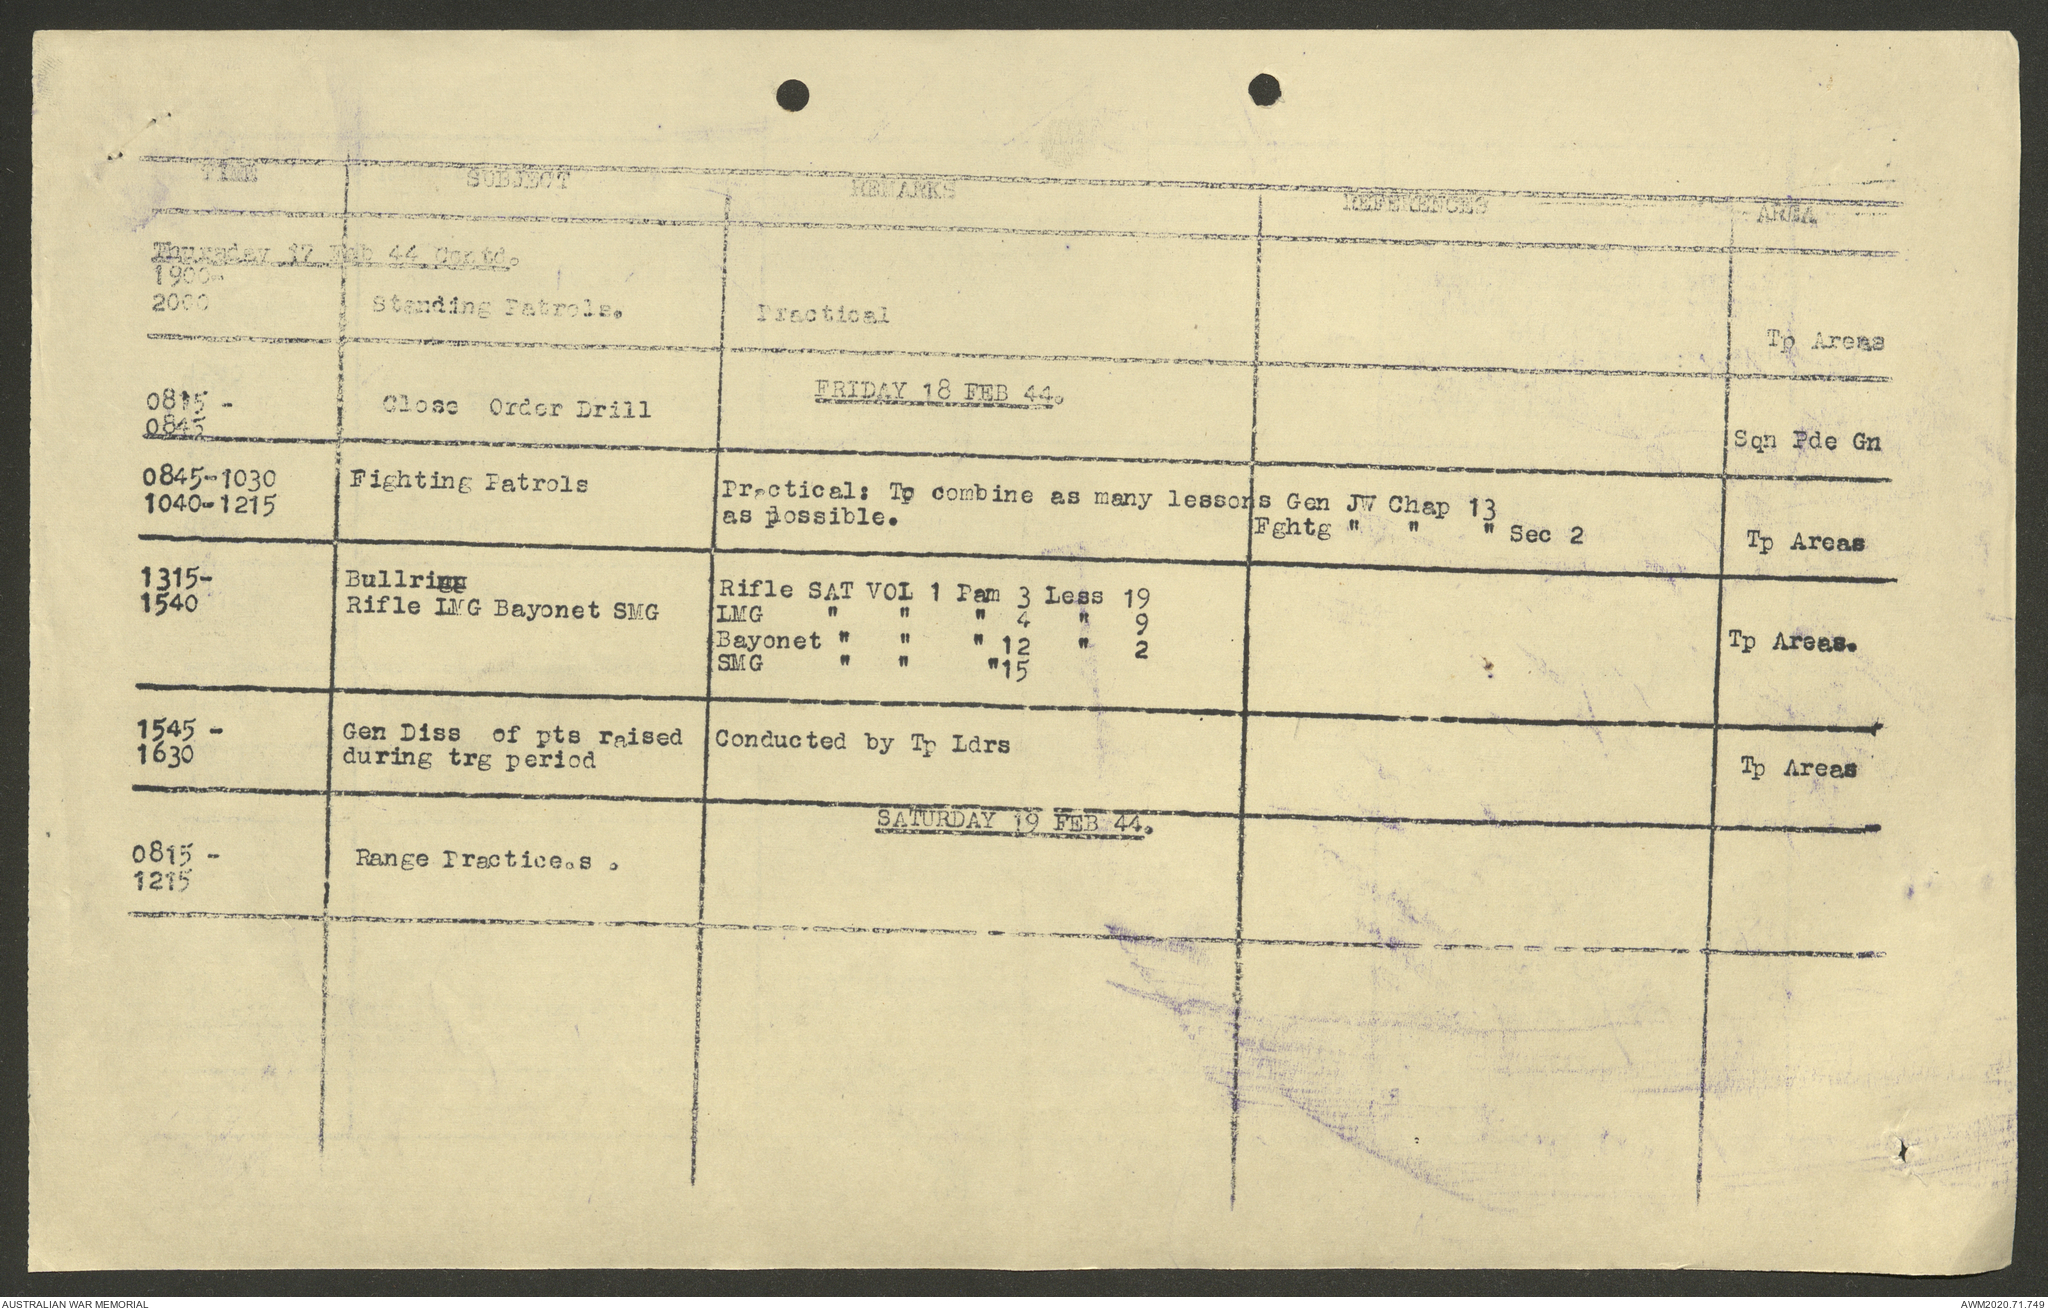 TIME SUBJECT REMARKS REFERENCES AREA
Thursday 17 Feb 44 Contd.
1900-
2000 Standing Patrols. Practical Tp Areas
FRIDAY 18 FEB 44.
0815 - Close Order Drill
0845 Sqn Pde Gn
0845-1030 Fighting Patrols Practical: Tp combine as many lessons Gen JW Chap 13
1040-1215 as possible. Fghtg " " " Sec 2 Tp Areas
1315- Bullring Rifle SAT VOL 1 Pam 3 Less 19
1540 Rifle LMG Bayonet SMG LMG " " " 4 " 9
Bayonet " " " 12 " 2 Tp Areas.
SMG " " " 15
1545 - Gen Diss of pts raised Conducted by Tp Ldrs
1630 during trg period Tp Areas
SATURDAY 19 FEB 44.
0815 - Range Practice.s .
1215
AUSTRALIAN WAR MEMORIAL AWM2020.71.749